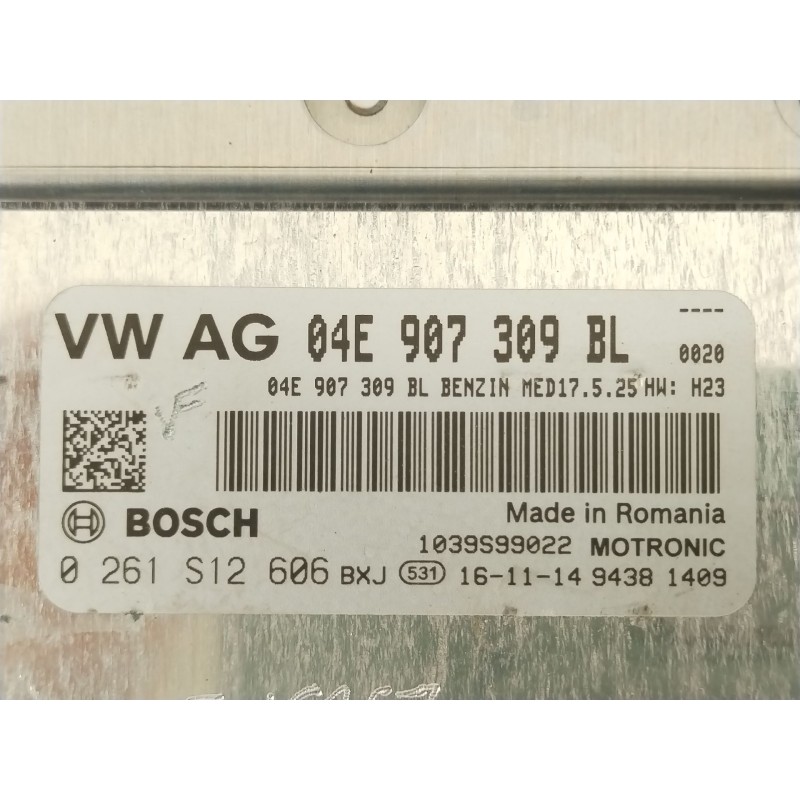 VW AG 04E 907 309 BL ----
0020
04E 907 309 BL BENZIN MED17.5.25 HW: H23
VF
BOSCH
Made in Romania
1039S99022 MOTRONIC
0 261 S12 606 BXJ 531 16-11-14 9438 1409